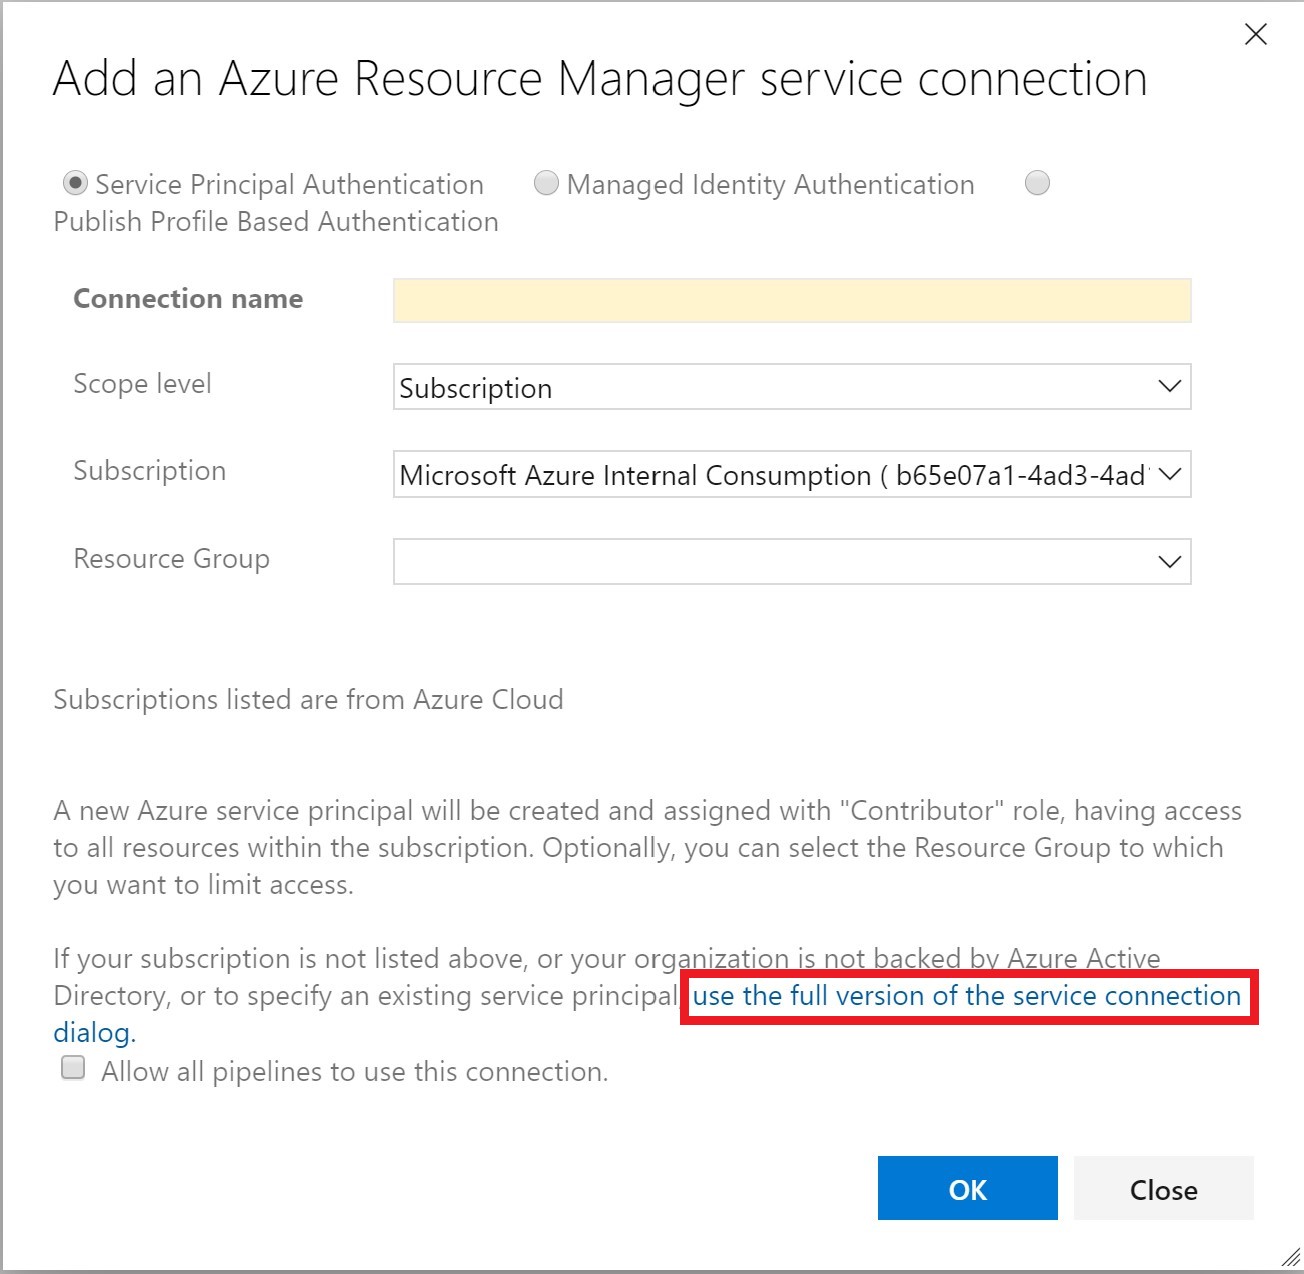 Add an Azure Resource Manager service connection
Service Principal Authentication Managed Identity Authentication
Publish Profile Based Authentication
Connection name
Scope level Subscription
Subscription Microsoft Azure Internal Consumption ( b65e07a1-4ad3-4ad
Resource Group
Subscriptions listed are from Azure Cloud
A new Azure service principal will be created and assigned with "Contributor" role, having access
to all resources within the subscription. Optionally, you can select the Resource Group to which
you want to limit access.
If your subscription is not listed above, or your organization is not backed by Azure Active
Directory, or to specify an existing service principal, use the full version of the service connection
dialog.
Allow all pipelines to use this connection.
OK Close